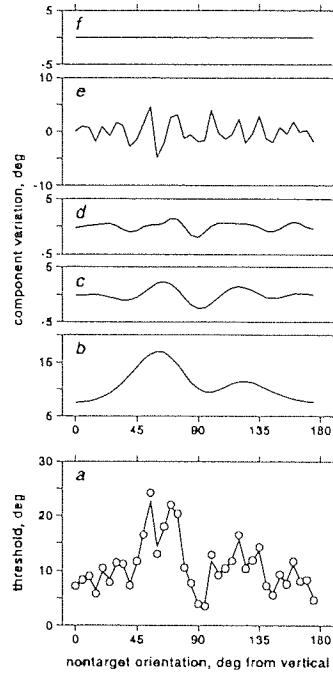 f
5
-5
e
10
0
-10
d
5
-5
c
5
-5
b
16
6
0 45 90 135 180
component variation, deg
a
30
20
10
0
0 45 90 135 180
threshold, deg
nontarget orientation, deg from vertical